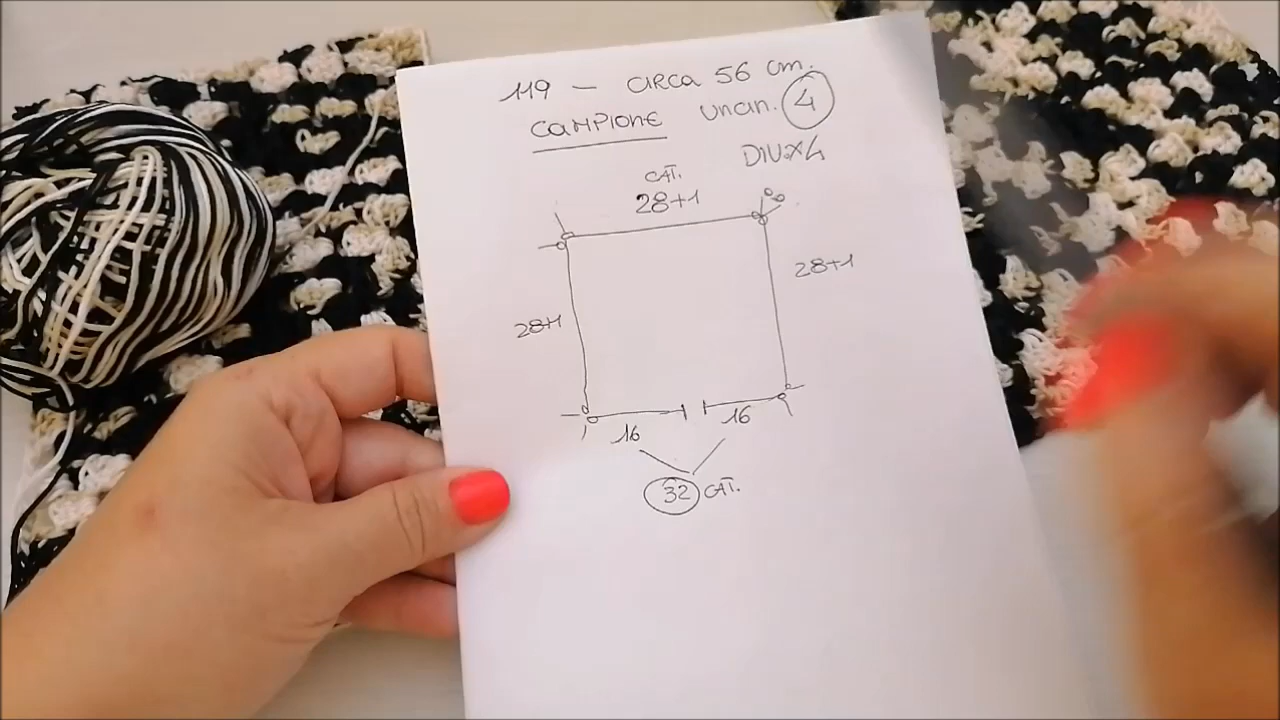 119 - CIRCA 56 cm.
CAMPIONE UNCIN. 4
DIV.X4
CAT.
28+1
28+1
28+1
16 16
32 CAT.